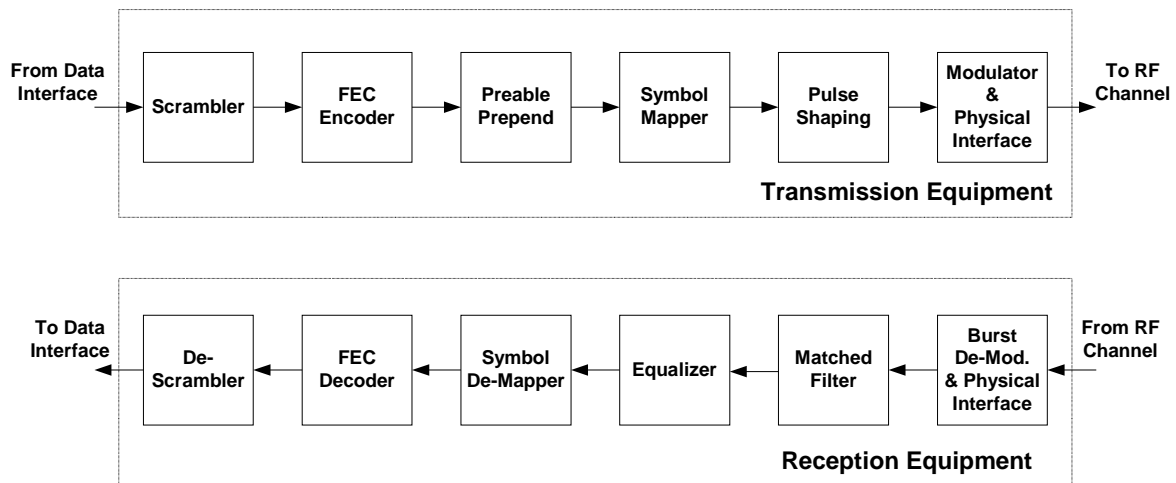 From Data
Interface
Scrambler
FEC
Encoder
Preable
Prepend
Symbol
Mapper
Pulse
Shaping
Modulator
&
Physical
Interface
To RF
Channel
Transmission Equipment
To Data
Interface
De-
Scrambler
FEC
Decoder
Symbol
De-Mapper
Equalizer
Matched
Filter
Burst
De-Mod.
& Physical
Interface
From RF
Channel
Reception Equipment